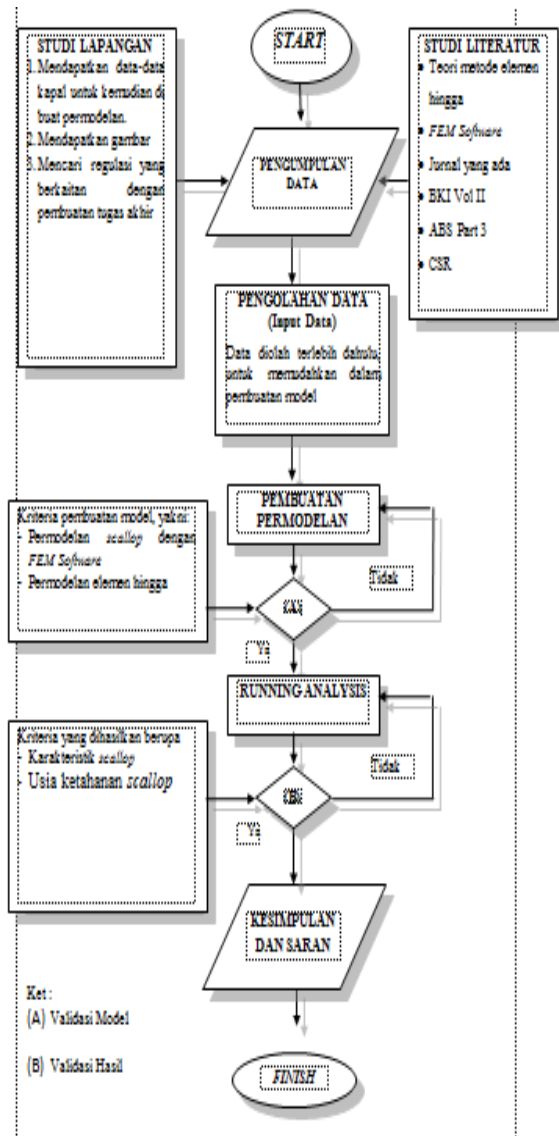 START
STUDI LAPANGAN
1. Mendapatkan data-data
kapal untuk kemudian di
buat permodelan.
2. Mendapatkan gambar
3. Mencari regulasi yang
berkaitan dengan
pembuatan tugas akhir
STUDI LITERATUR
• Teori metode elemen
hingga
• FEM Software
• Jurnal yang ada
• BKI Vol II
• ABS Part 3
• CSR
PENGUMPULAN
DATA
PENGOLAHAN DATA
(Input Data)
Data diolah terlebih dahulu,
untuk memudahkan dalam
pembuatan model
PEMBUATAN
PERMODELAN
Kriteria pembuatan model, yakni:
- Permodelan scallop dengan
FEM Software
- Permodelan elemen hingga
(A)
Tidak
Ya
RUNNING ANALYSIS
Kriteria yang dihasilkan berupa
- Karakteristik scallop
- Usia ketahanan scallop
(B)
Tidak
Ya
KESIMPULAN
DAN SARAN
Ket :
(A) Validasi Model
(B) Validasi Hasil
FINISH